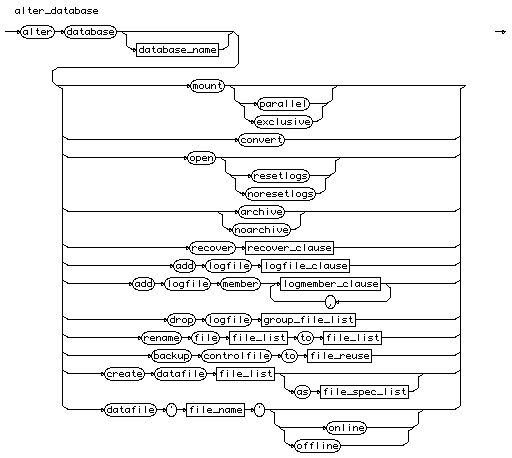 alter_database
alter database
database_name
mount
parallel
exclusive
convert
open
resetlogs
noresetlogs
archive
noarchive
recover recover_clause
add logfile logfile_clause
add logfile member logmember_clause
,
drop logfile group_file_list
rename file file_list to file_list
backup controlfile to file_reuse
create datafile file_list
as file_spec_list
datafile ' file_name '
online
offline